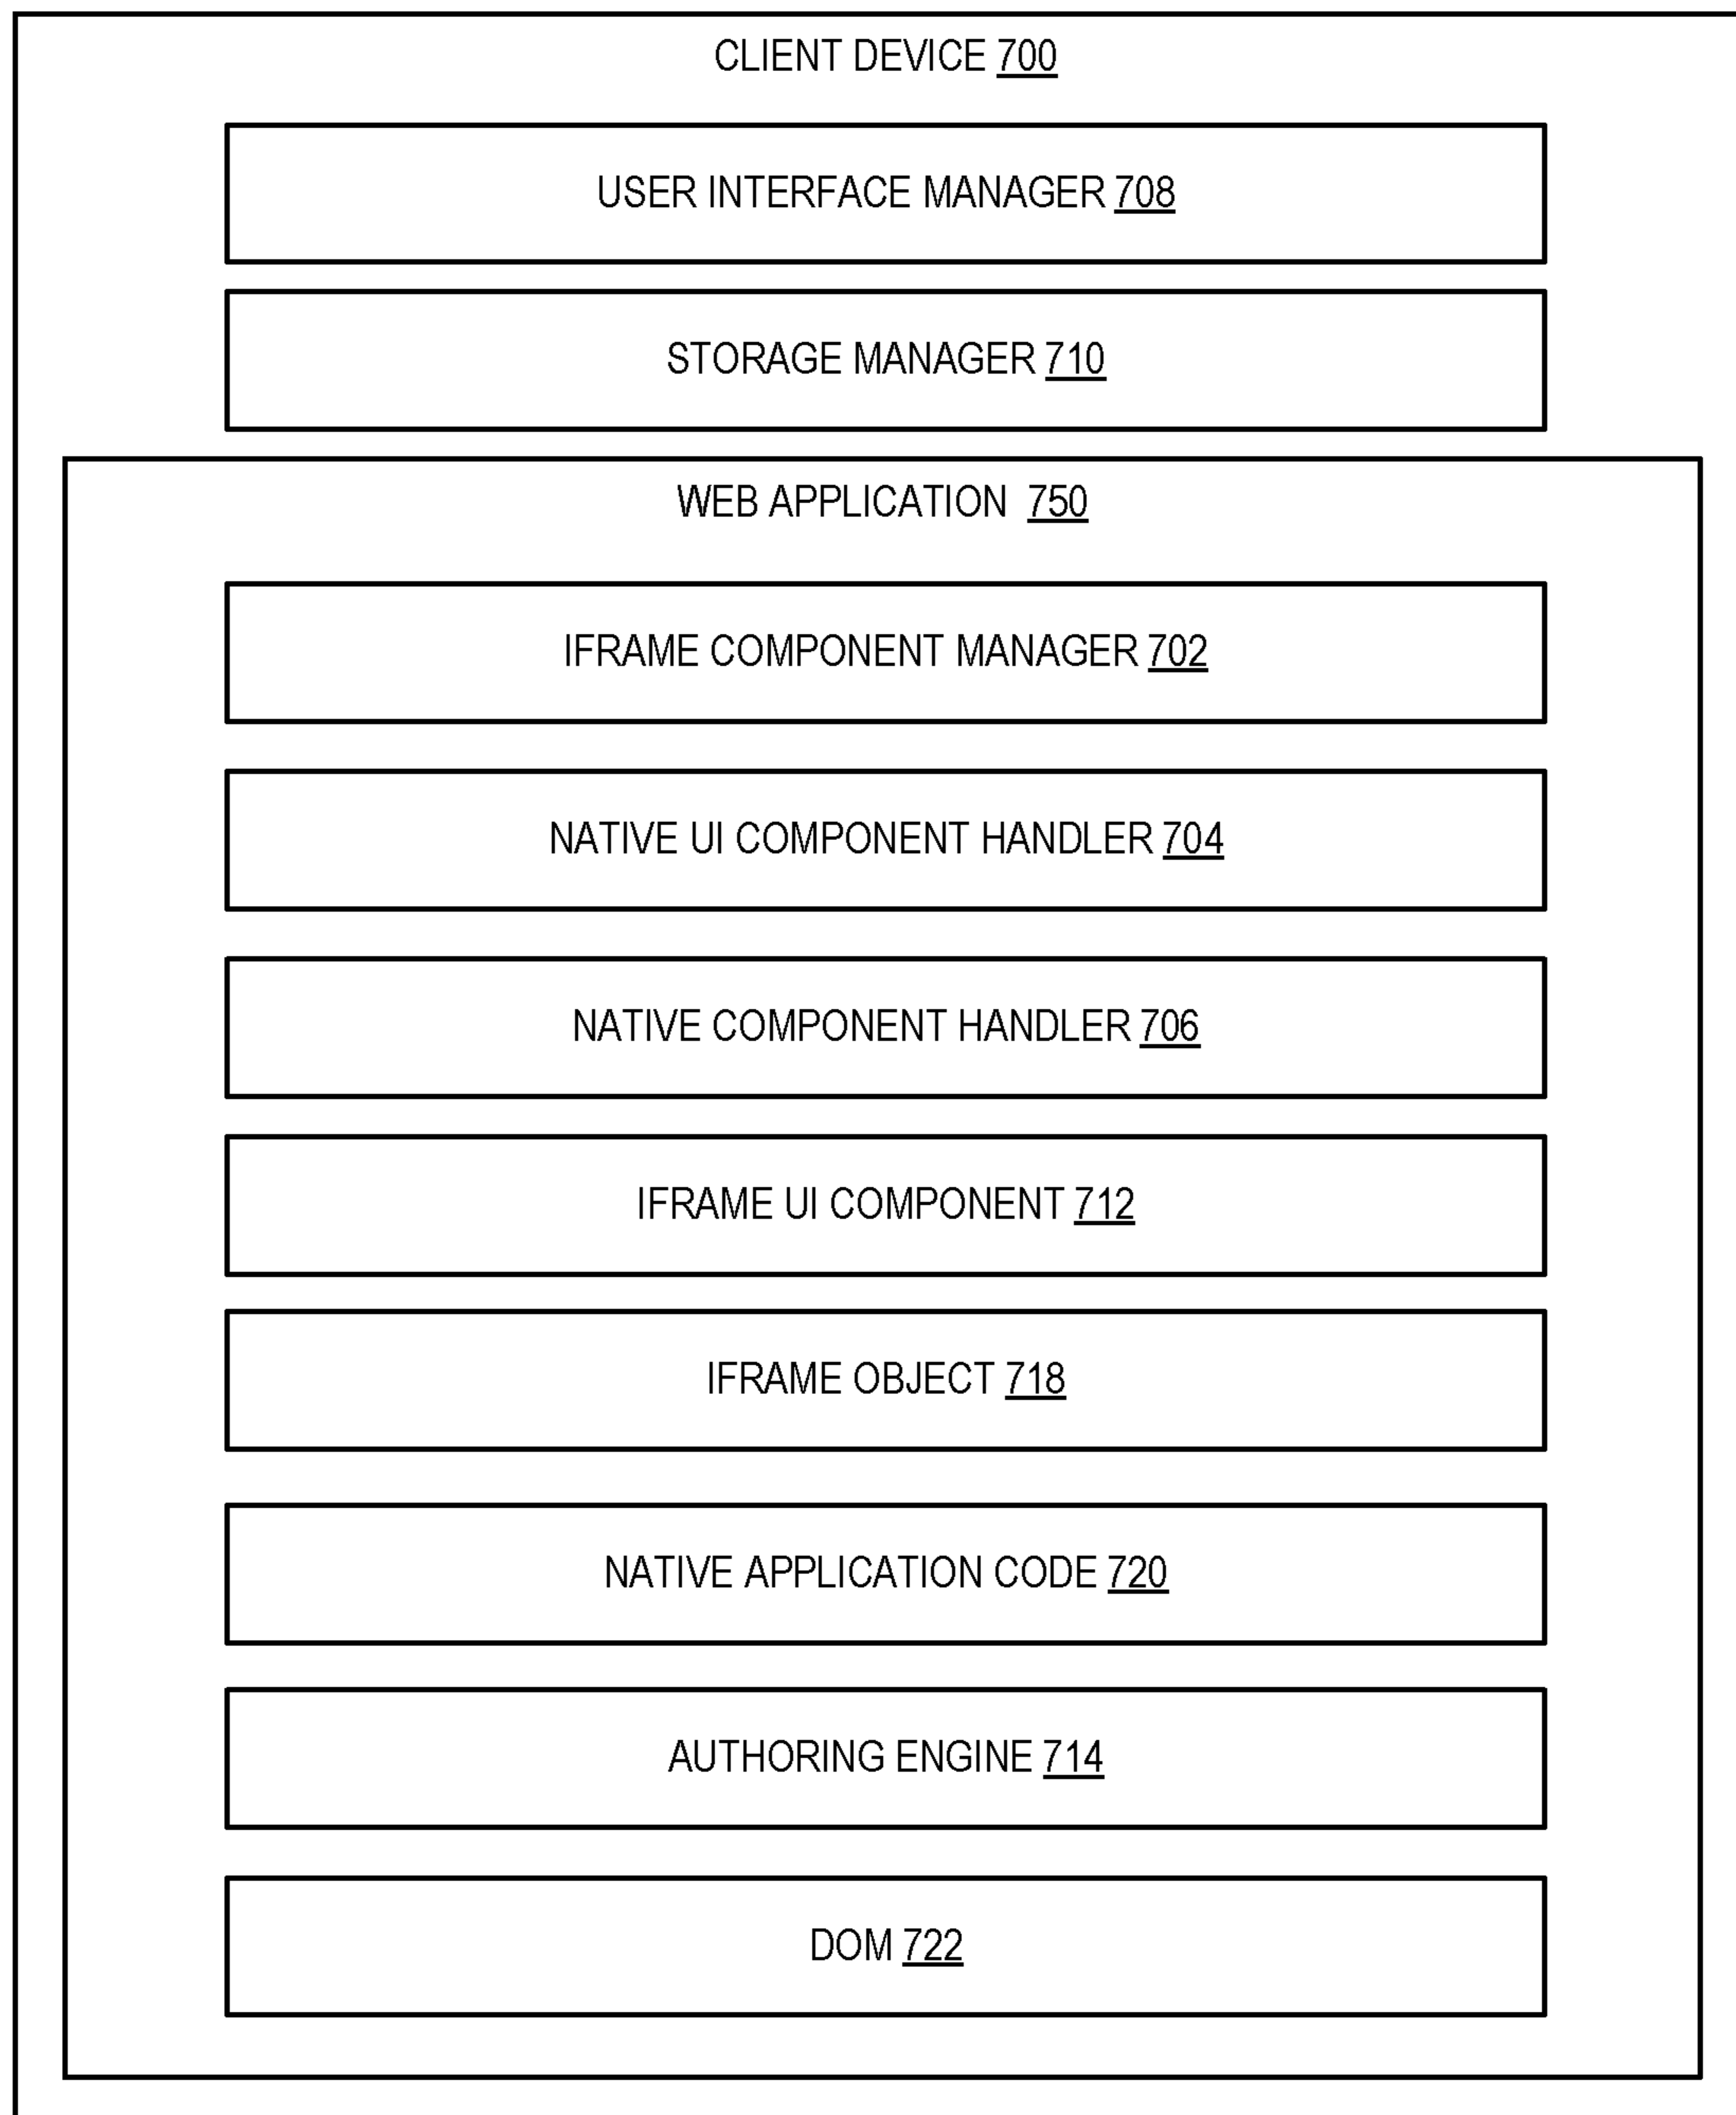 CLIENT DEVICE 700
USER INTERFACE MANAGER 708
STORAGE MANAGER 710
WEB APPLICATION 750
IFRAME COMPONENT MANAGER 702
NATIVE UI COMPONENT HANDLER 704
NATIVE COMPONENT HANDLER 706
IFRAME UI COMPONENT 712
IFRAME OBJECT 718
NATIVE APPLICATION CODE 720
AUTHORING ENGINE 714
DOM 722